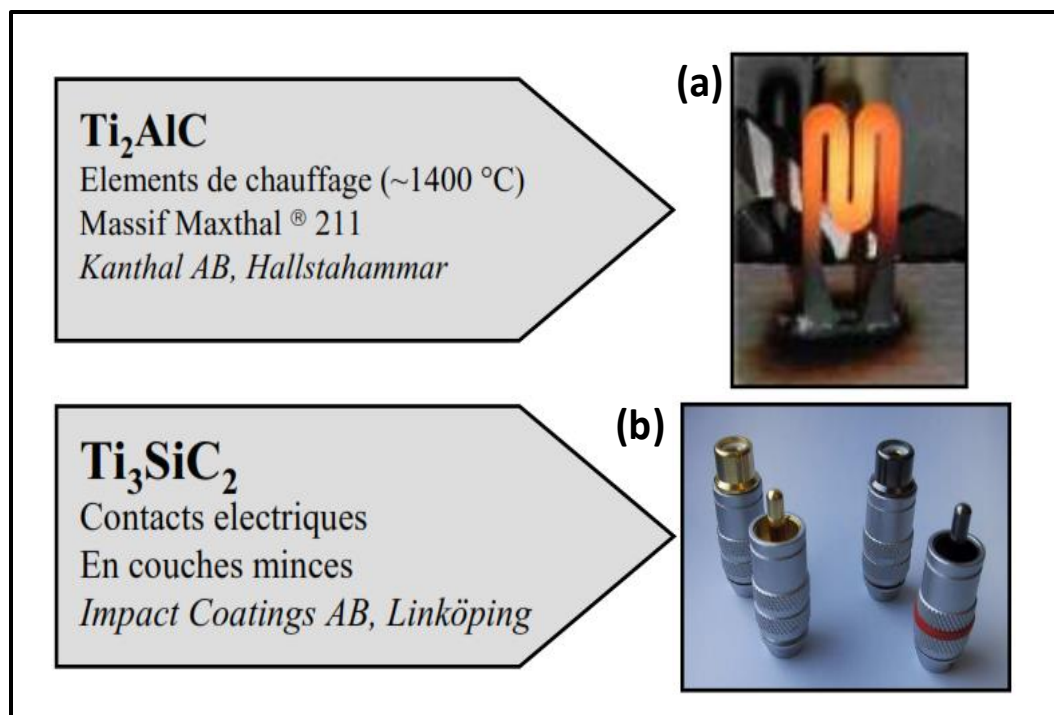 Ti₂AlC
Elements de chauffage (~1400 °C)
Massif Maxthal ® 211
Kanthal AB, Hallstahammar
(a)
Ti₃SiC₂
Contacts electriques
En couches minces
Impact Coatings AB, Linköping
(b)